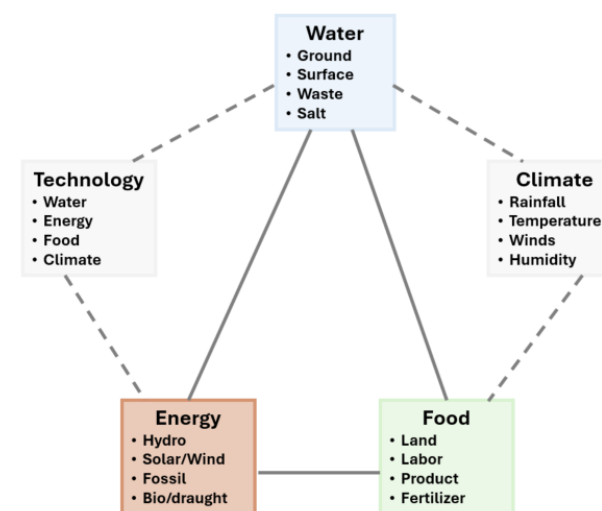 Water
• Ground
• Surface
• Waste
• Salt
Technology
• Water
• Energy
• Food
• Climate
Climate
• Rainfall
• Temperature
• Winds
• Humidity
Energy
• Hydro
• Solar/Wind
• Fossil
• Bio/draught
Food
• Land
• Labor
• Product
• Fertilizer